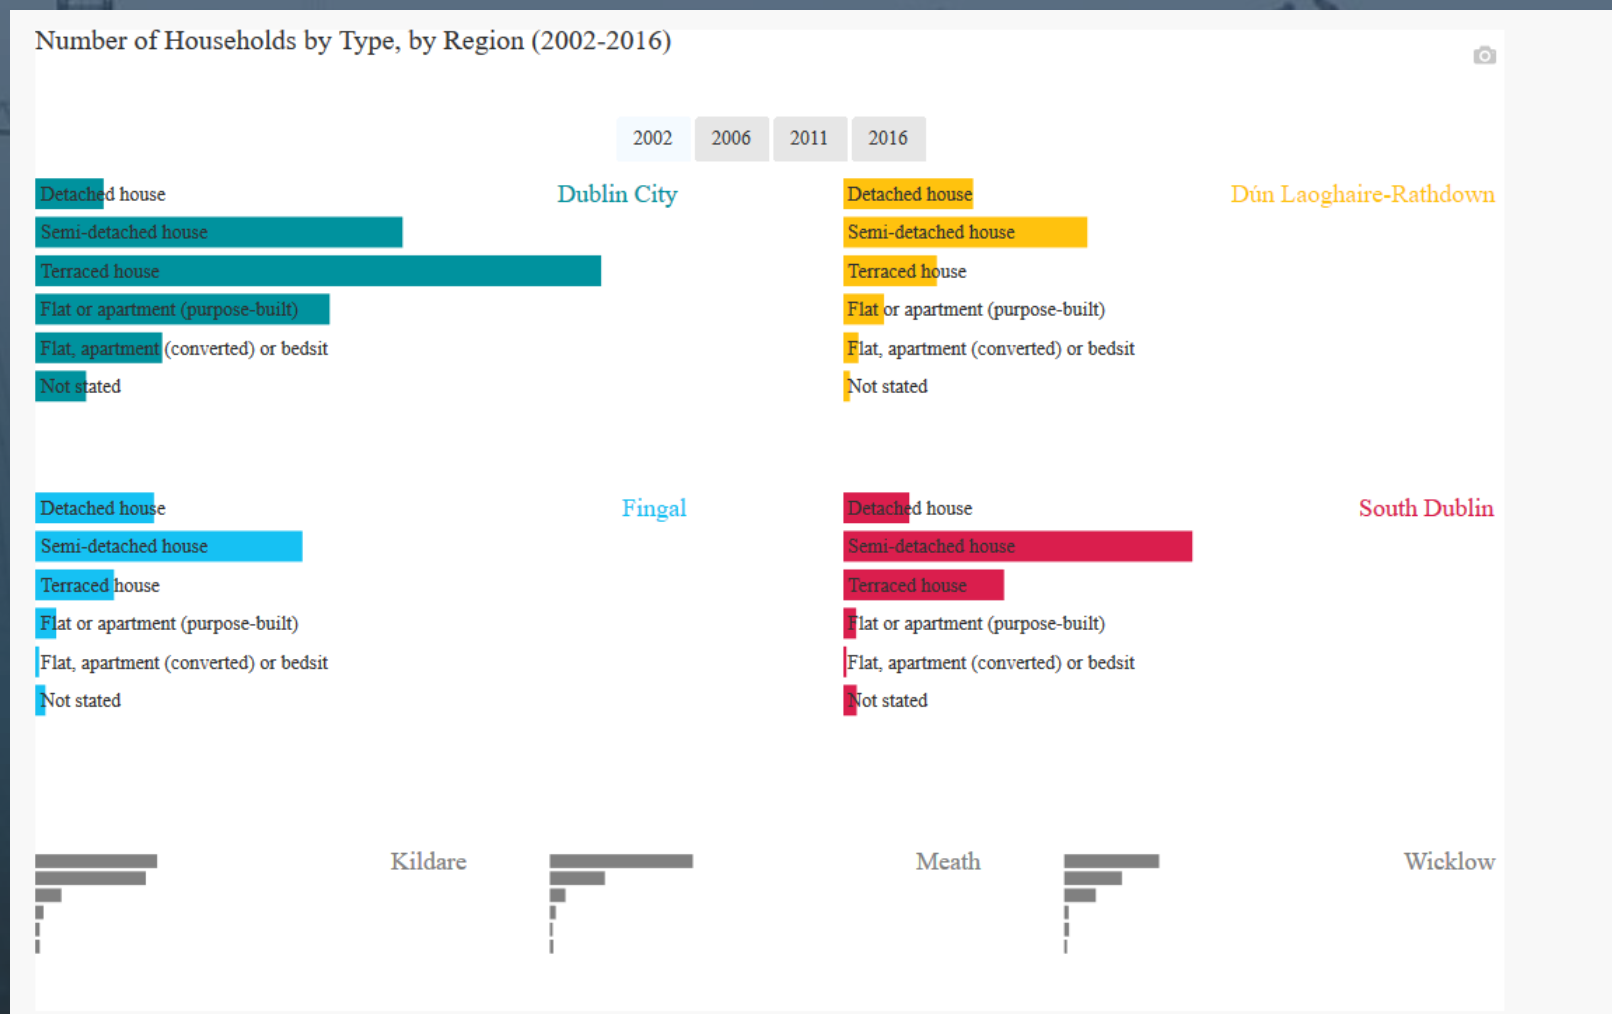 Number of Households by Type, by Region (2002-2016)
2002 2006 2011 2016
Dublin City
Detached house
Semi-detached house
Terraced house
Flat or apartment (purpose-built)
Flat, apartment (converted) or bedsit
Not stated
Dún Laoghaire-Rathdown
Detached house
Semi-detached house
Terraced house
Flat or apartment (purpose-built)
Flat, apartment (converted) or bedsit
Not stated
Fingal
Detached house
Semi-detached house
Terraced house
Flat or apartment (purpose-built)
Flat, apartment (converted) or bedsit
Not stated
South Dublin
Detached house
Semi-detached house
Terraced house
Flat or apartment (purpose-built)
Flat, apartment (converted) or bedsit
Not stated
Kildare
Meath
Wicklow